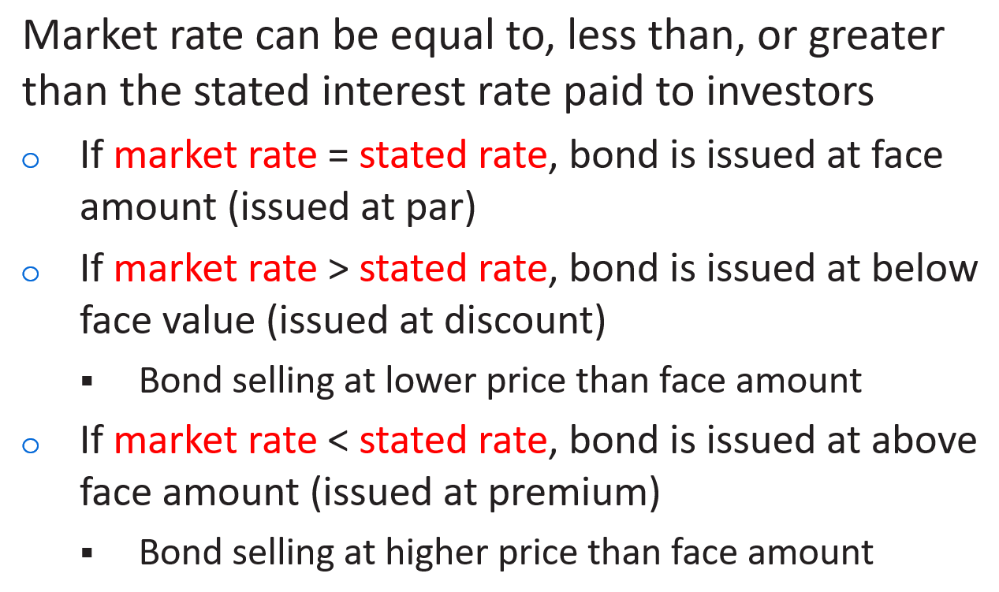 Market rate can be equal to, less than, or greater
than the stated interest rate paid to investors
o If market rate = stated rate, bond is issued at face
amount (issued at par)
o If market rate > stated rate, bond is issued at below
face value (issued at discount)
▪ Bond selling at lower price than face amount
o If market rate < stated rate, bond is issued at above
face amount (issued at premium)
▪ Bond selling at higher price than face amount